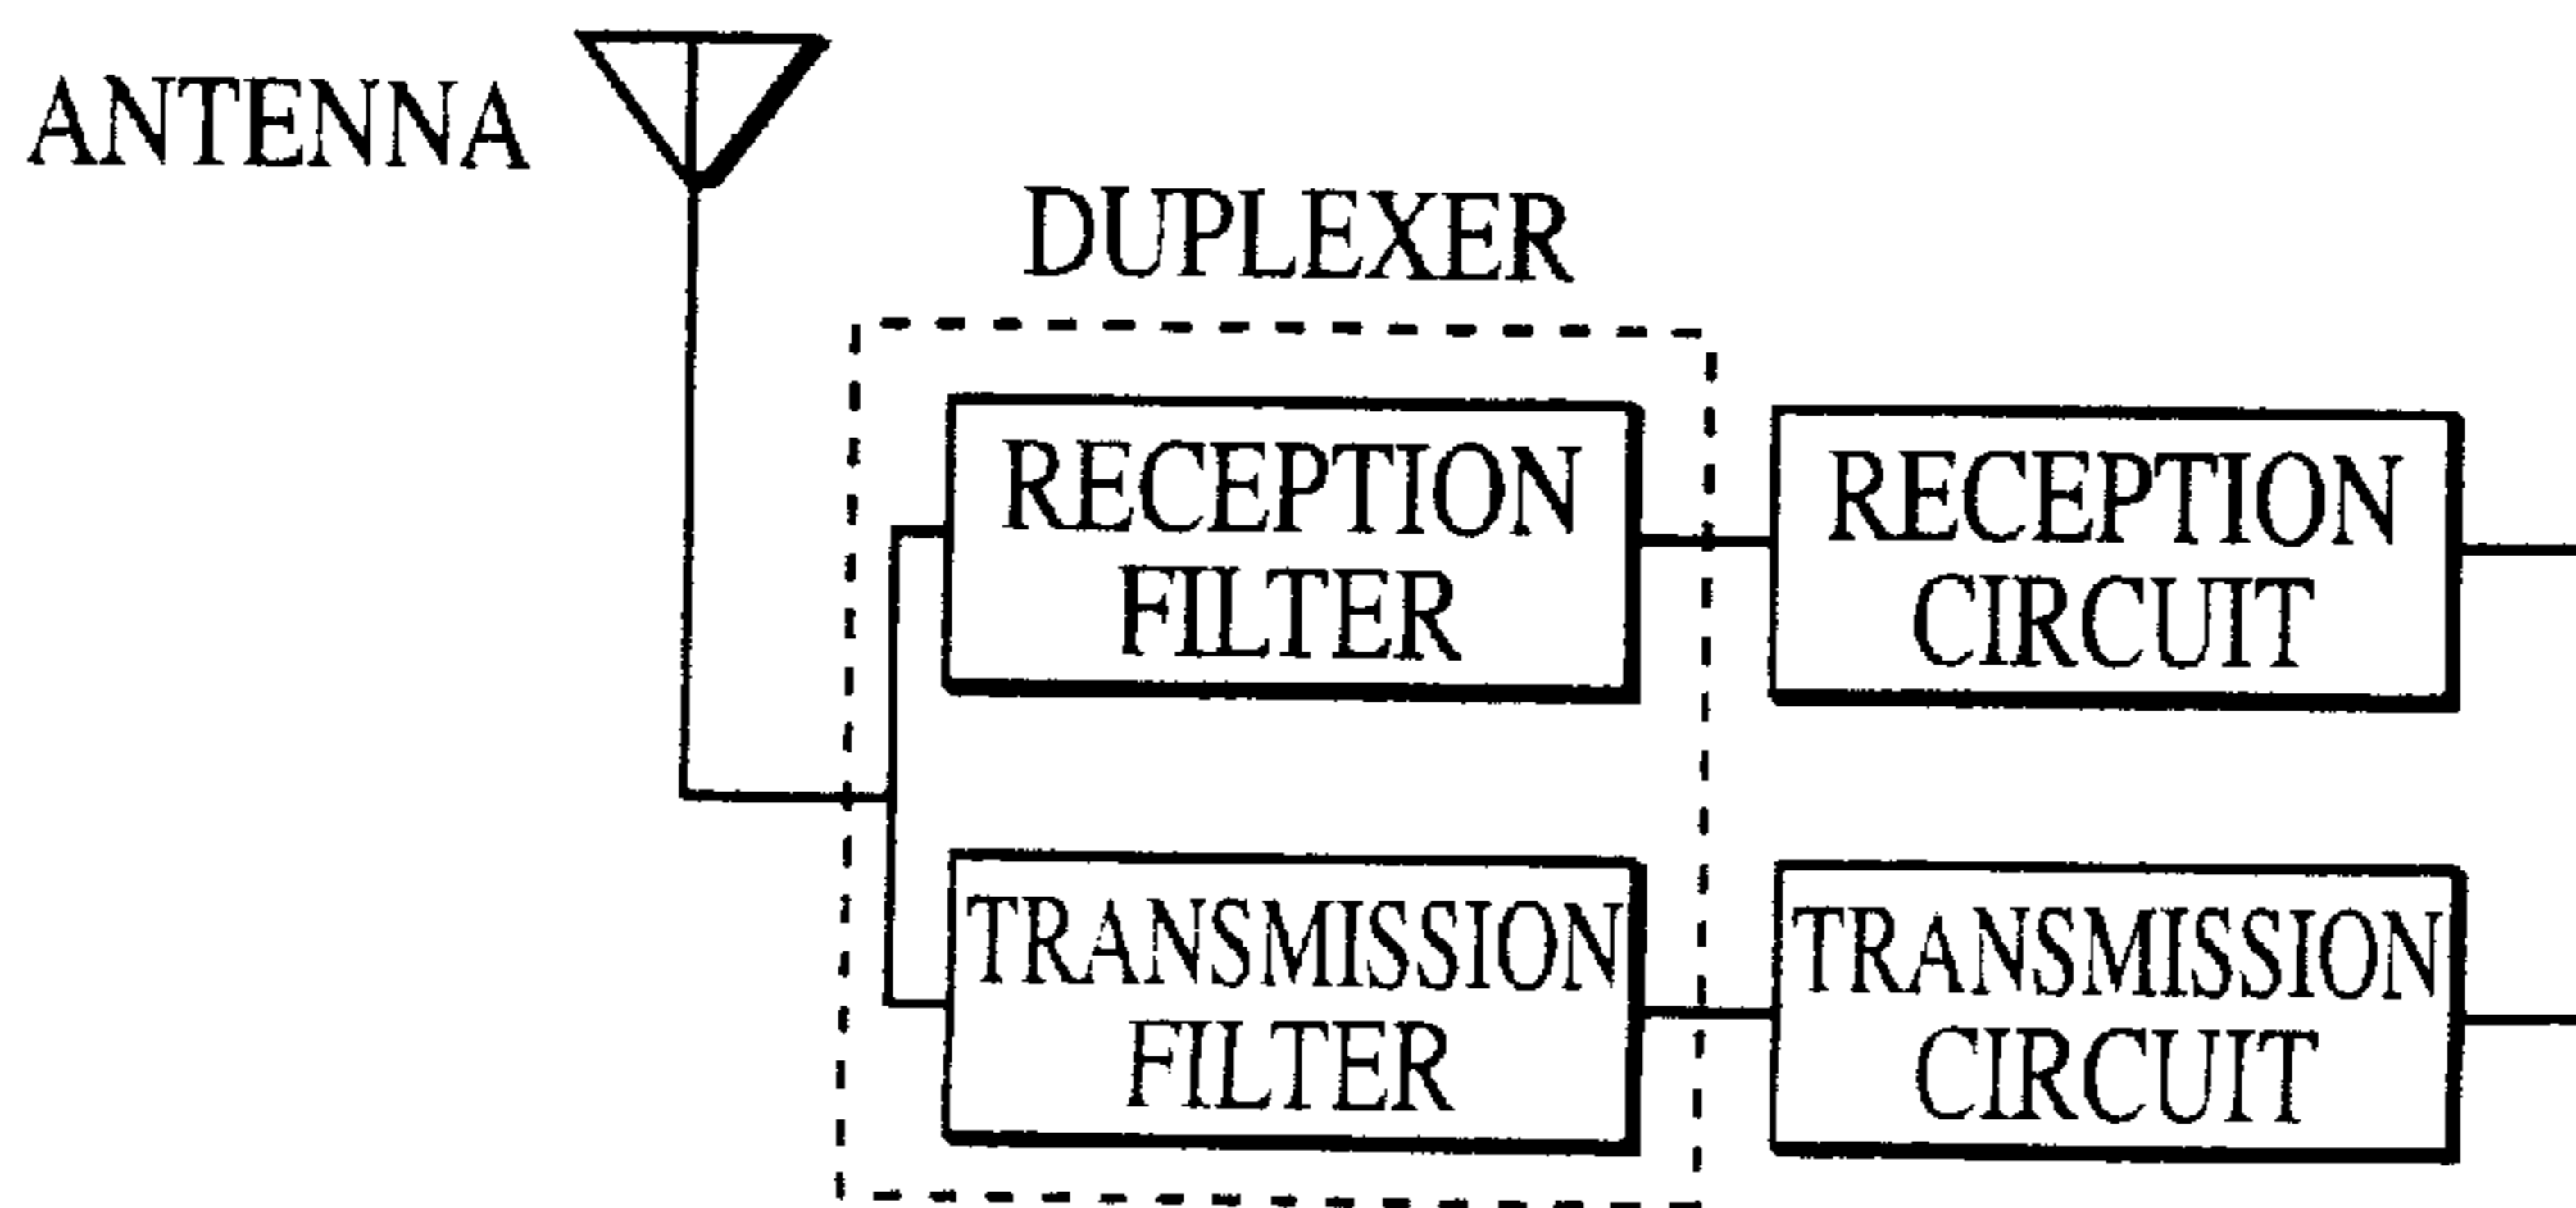 ANTENNA
DUPLEXER
RECEPTION
FILTER
RECEPTION
CIRCUIT
TRANSMISSION
FILTER
TRANSMISSION
CIRCUIT